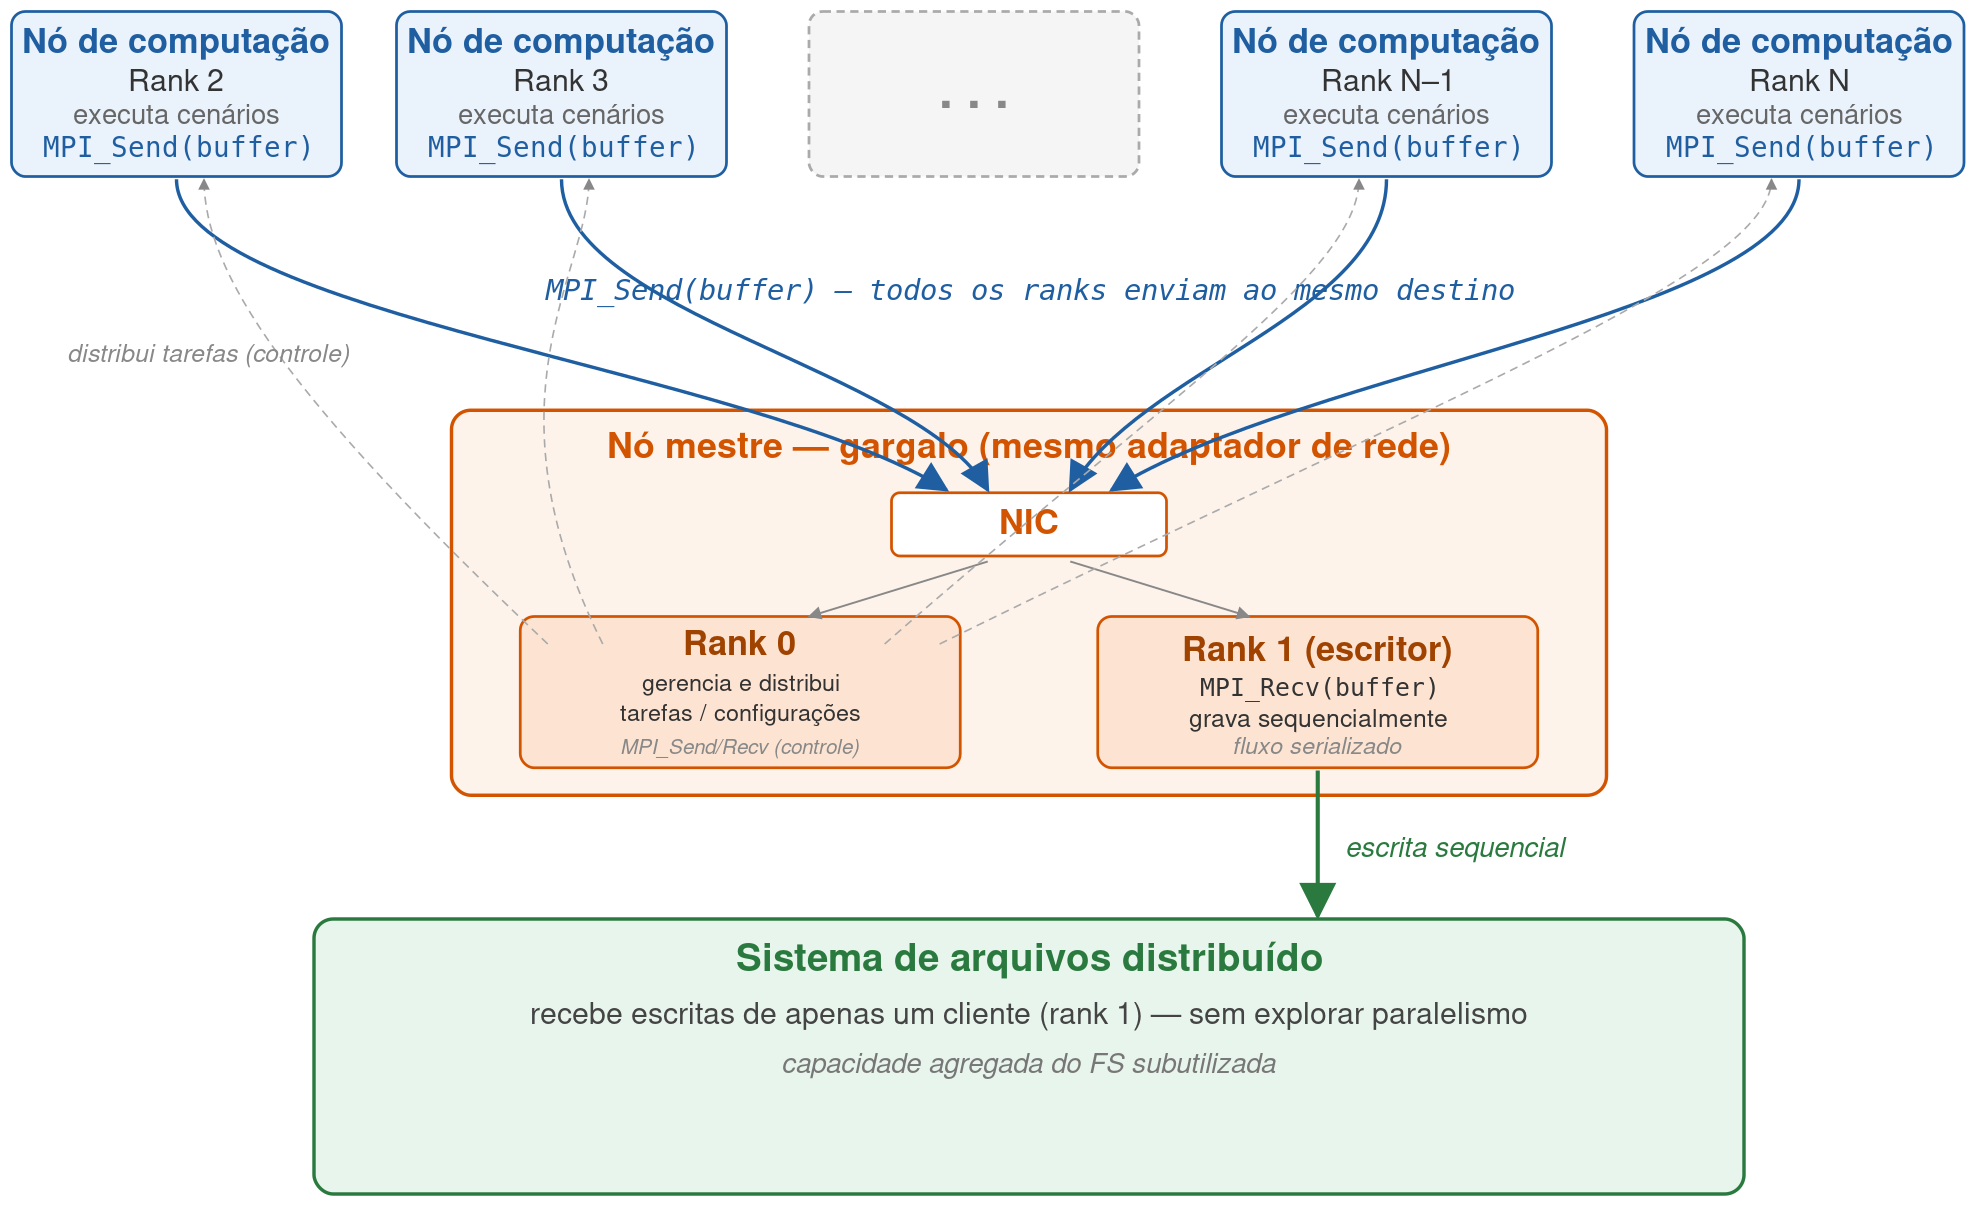 Nó de computação
Rank 2
executa cenários
MPI_Send(buffer)
Nó de computação
Rank 3
executa cenários
MPI_Send(buffer)
. . .
Nó de computação
Rank N–1
executa cenários
MPI_Send(buffer)
Nó de computação
Rank N
executa cenários
MPI_Send(buffer)
MPI_Send(buffer) — todos os ranks enviam ao mesmo destino
distribui tarefas (controle)
Nó mestre — gargalo (mesmo adaptador de rede)
NIC
Rank 0
gerencia e distribui
tarefas / configurações
MPI_Send/Recv (controle)
Rank 1 (escritor)
MPI_Recv(buffer)
grava sequencialmente
fluxo serializado
escrita sequencial
Sistema de arquivos distribuído
recebe escritas de apenas um cliente (rank 1) — sem explorar paralelismo
capacidade agregada do FS subutilizada